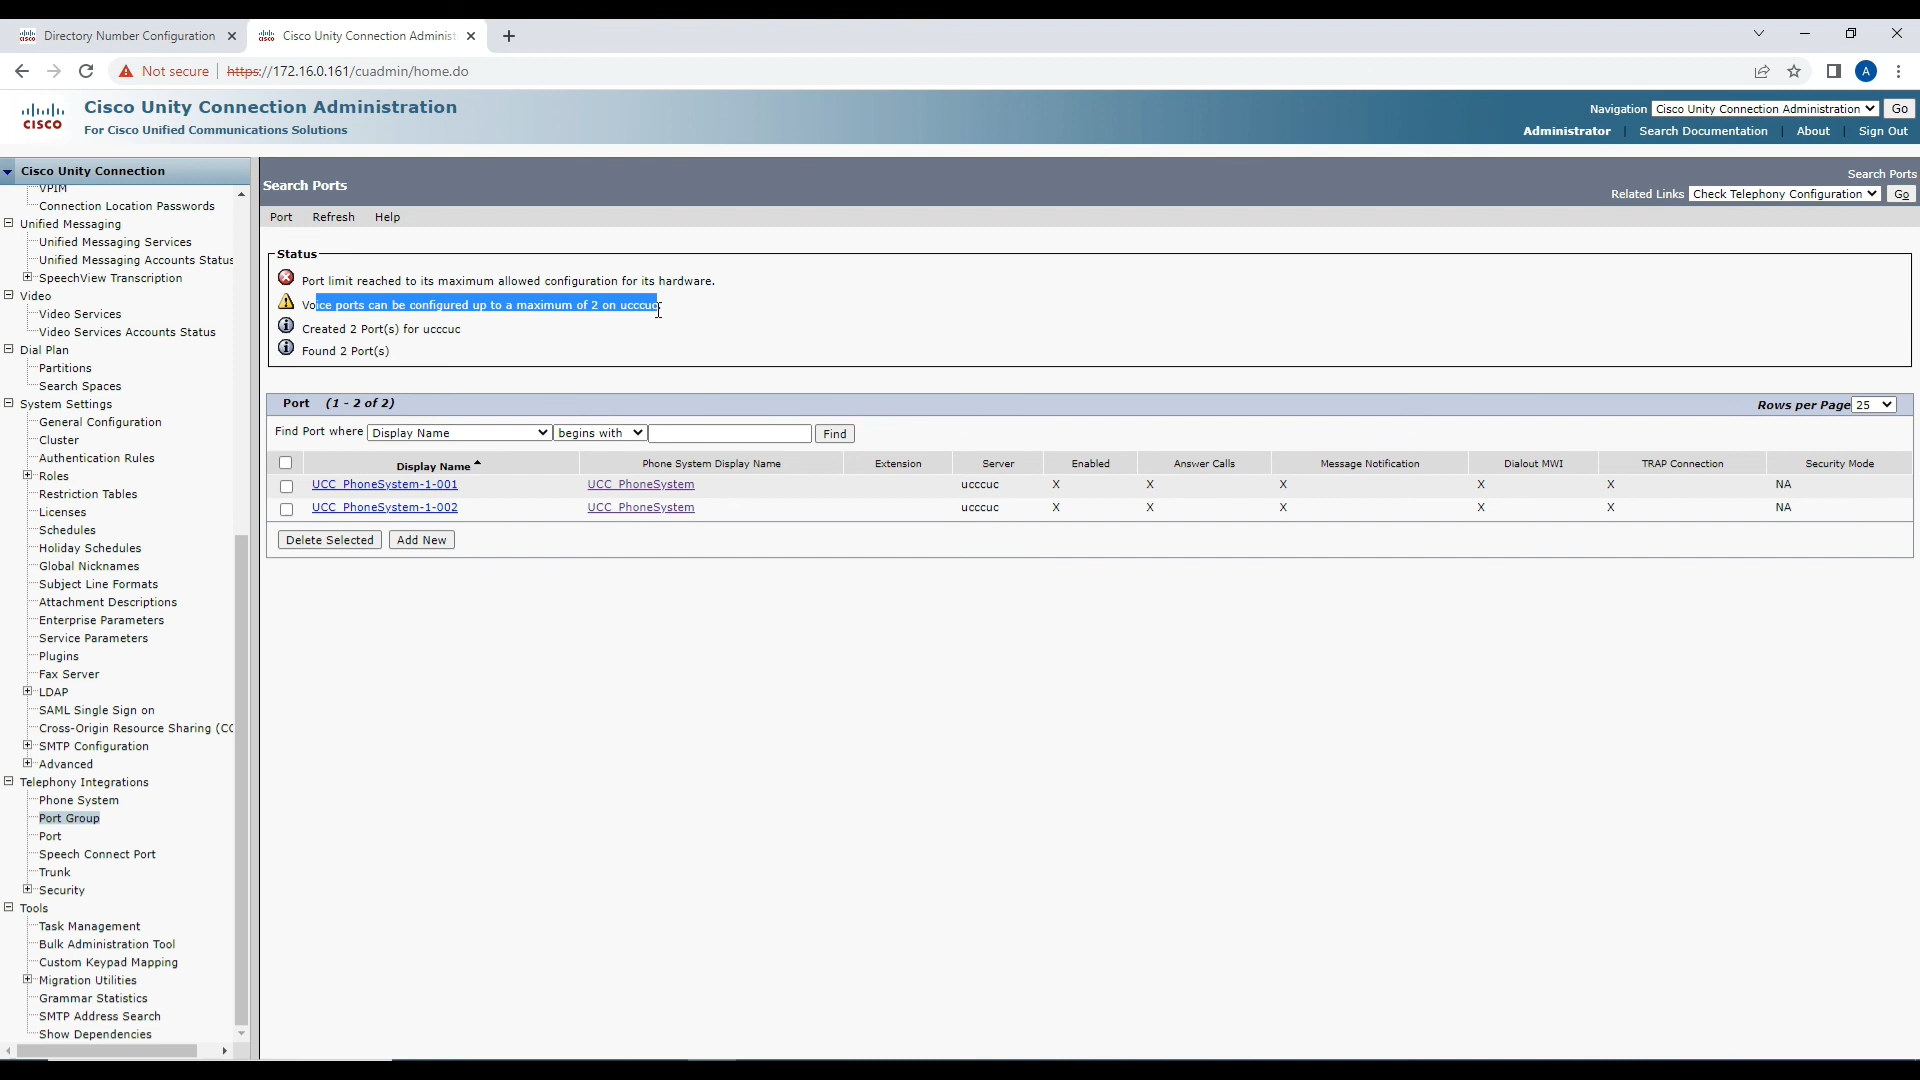 Directory Number Configuration
Cisco Unity Connection Administ
Not secure
https://172.16.0.161/cuadmin/home.do
A
cisco
Cisco Unity Connection Administration
For Cisco Unified Communications Solutions
Navigation Cisco Unity Connection Administration Go
Administrator | Search Documentation | About | Sign Out
Cisco Unity Connection
VPIM
Connection Location Passwords
Unified Messaging
Unified Messaging Services
Unified Messaging Accounts Status
SpeechView Transcription
Video
Video Services
Video Services Accounts Status
Dial Plan
Partitions
Search Spaces
System Settings
General Configuration
Cluster
Authentication Rules
Roles
Restriction Tables
Licenses
Schedules
Holiday Schedules
Global Nicknames
Subject Line Formats
Attachment Descriptions
Enterprise Parameters
Service Parameters
Plugins
Fax Server
LDAP
SAML Single Sign on
Cross-Origin Resource Sharing (CO
SMTP Configuration
Advanced
Telephony Integrations
Phone System
Port Group
Port
Speech Connect Port
Trunk
Security
Tools
Task Management
Bulk Administration Tool
Custom Keypad Mapping
Migration Utilities
Grammar Statistics
SMTP Address Search
Show Dependencies
Search Ports
Search Ports
Related Links Check Telephony Configuration Go
Port Refresh Help
Status
Port limit reached to its maximum allowed configuration for its hardware.
Voice ports can be configured up to a maximum of 2 on ucccuc.
Created 2 Port(s) for ucccuc
Found 2 Port(s)
Port (1 - 2 of 2)
Rows per Page 25
Find Port where Display Name begins with Find
Display Name Phone System Display Name Extension Server Enabled Answer Calls Message Notification Dialout MWI TRAP Connection Security Mode
UCC_PhoneSystem-1-001 UCC_PhoneSystem ucccuc X X X X X NA
UCC_PhoneSystem-1-002 UCC_PhoneSystem ucccuc X X X X X NA
Delete Selected Add New